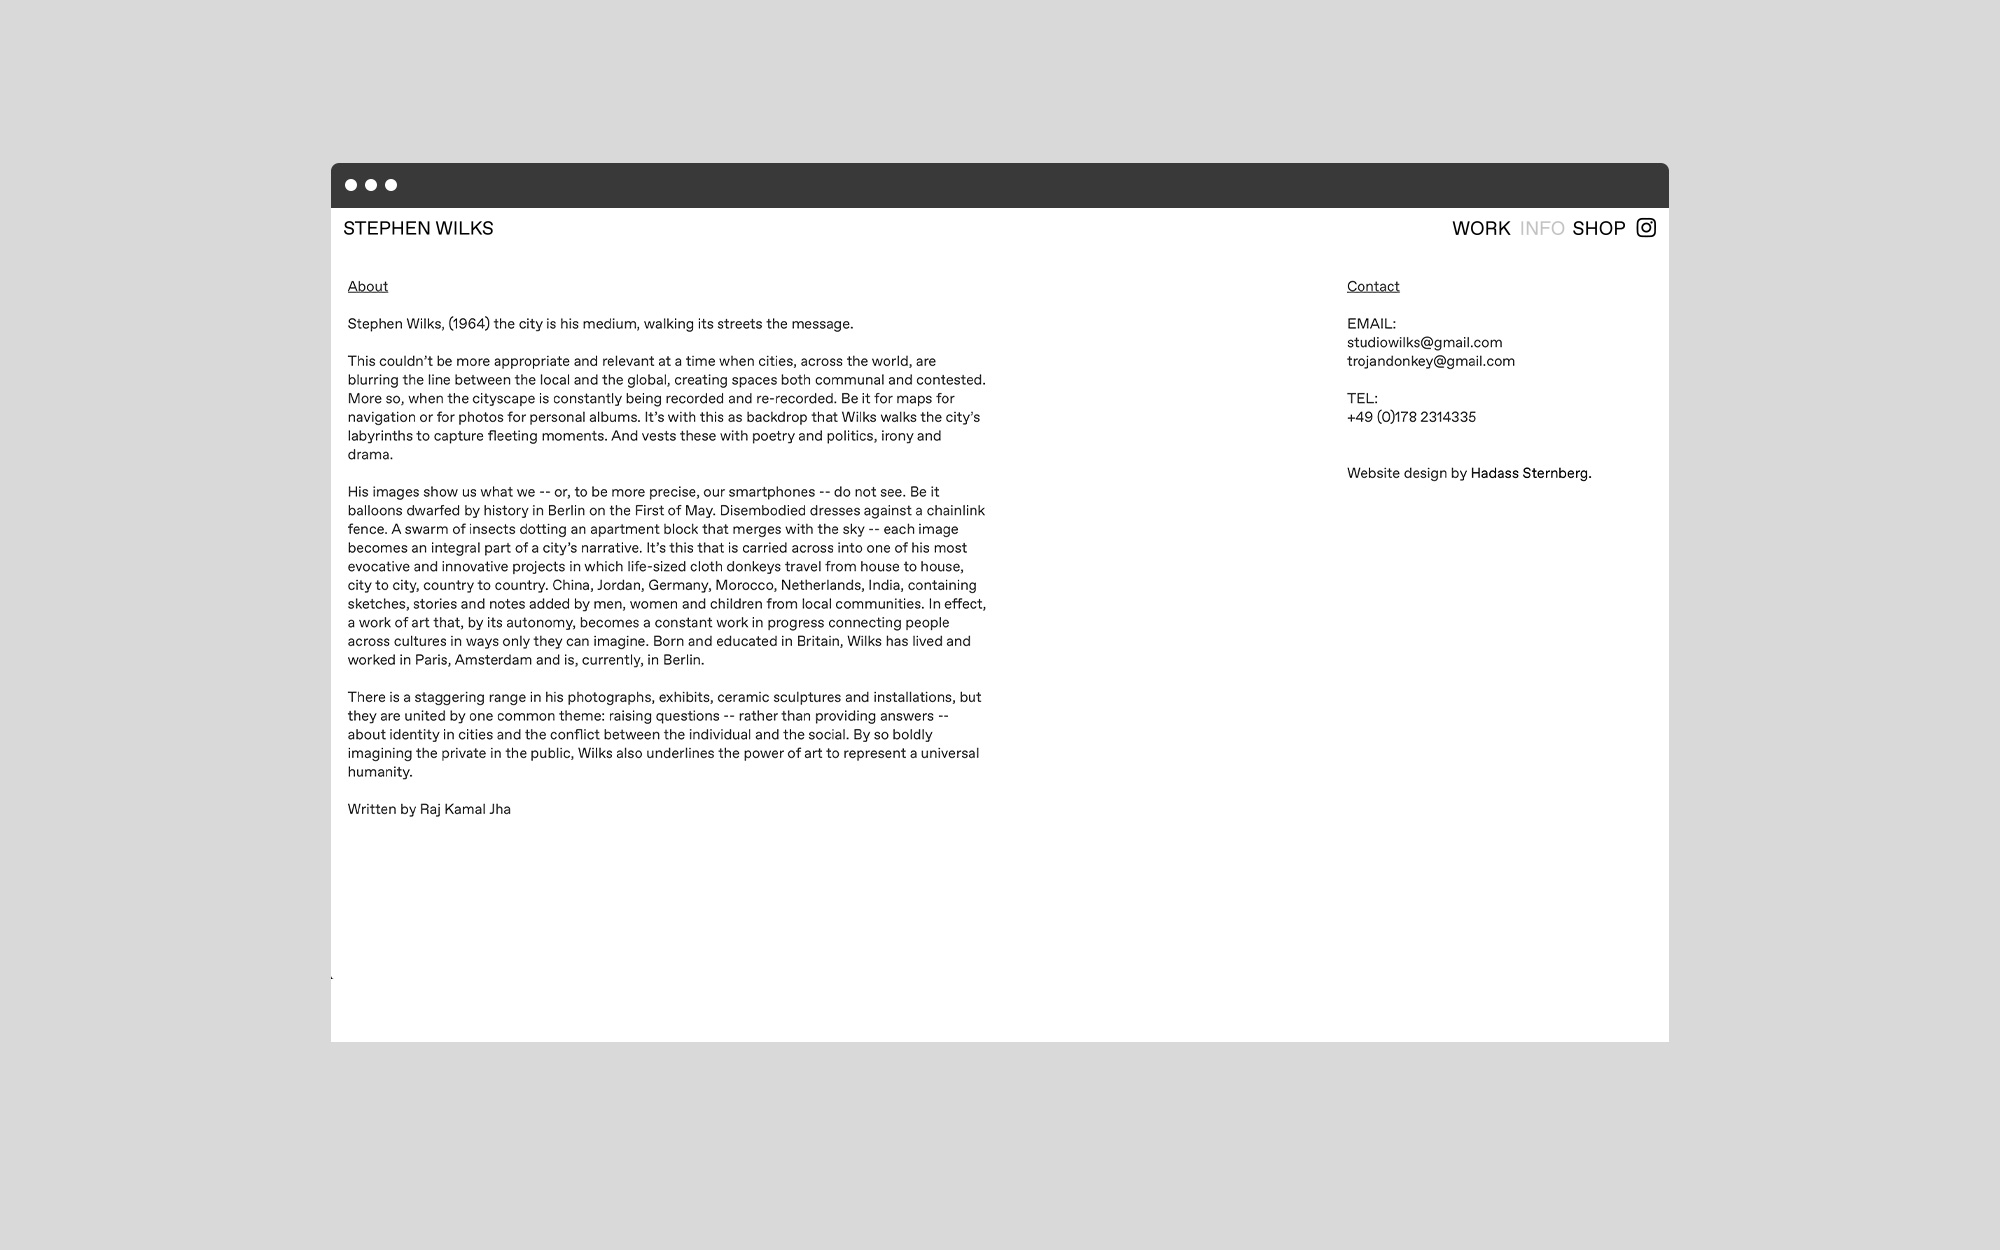 STEPHEN WILKS
WORK INFO SHOP
About
Stephen Wilks, (1964) the city is his medium, walking its streets the message.
This couldn’t be more appropriate and relevant at a time when cities, across the world, are
blurring the line between the local and the global, creating spaces both communal and contested.
More so, when the cityscape is constantly being recorded and re-recorded. Be it for maps for
navigation or for photos for personal albums. It’s with this as backdrop that Wilks walks the city’s
labyrinths to capture fleeting moments. And vests these with poetry and politics, irony and
drama.
His images show us what we -- or, to be more precise, our smartphones -- do not see. Be it
balloons dwarfed by history in Berlin on the First of May. Disembodied dresses against a chainlink
fence. A swarm of insects dotting an apartment block that merges with the sky -- each image
becomes an integral part of a city’s narrative. It’s this that is carried across into one of his most
evocative and innovative projects in which life-sized cloth donkeys travel from house to house,
city to city, country to country. China, Jordan, Germany, Morocco, Netherlands, India, containing
sketches, stories and notes added by men, women and children from local communities. In effect,
a work of art that, by its autonomy, becomes a constant work in progress connecting people
across cultures in ways only they can imagine. Born and educated in Britain, Wilks has lived and
worked in Paris, Amsterdam and is, currently, in Berlin.
There is a staggering range in his photographs, exhibits, ceramic sculptures and installations, but
they are united by one common theme: raising questions -- rather than providing answers --
about identity in cities and the conflict between the individual and the social. By so boldly
imagining the private in the public, Wilks also underlines the power of art to represent a universal
humanity.
Written by Raj Kamal Jha
Contact
EMAIL:
studiowilks@gmail.com
trojandonkey@gmail.com
TEL:
+49 (0)178 2314335
Website design by Hadass Sternberg.